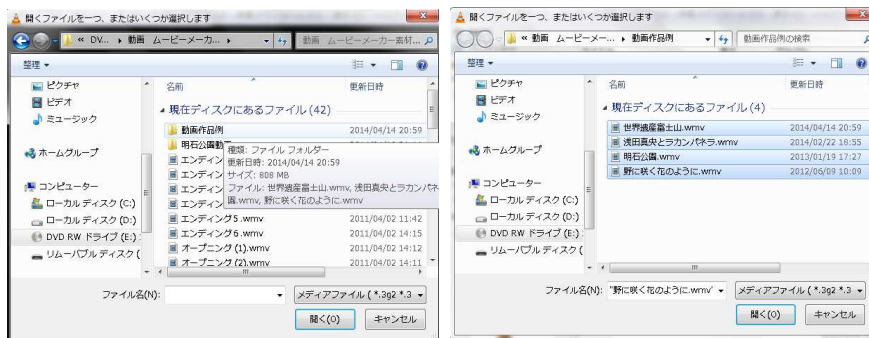 開くファイルを一つ、またはいくつか選択します
« DV... ▸ 動画 ムービーメーカ... ▸
動画 ムービーメーカー素材...
整理
名前
更新日時
ピクチャ
ビデオ
ミュージック
ホームグループ
コンピューター
ローカル ディスク (C:)
ローカル ディスク (D:)
DVD RW ドライブ (E:)
リムーバブル ディスク (
現在ディスクにあるファイル (42)
動画作品例 2014/04/14 20:59
明石公園動
種類: ファイル フォルダー
更新日時: 2014/04/14 20:59
サイズ: 808 MB
ファイル: 世界遺産富士山.wmv, 浅田真央とラカンパネ
園.wmv, 野に咲く花のように.wmv
エンディン
エンディン
エンディン
エンディン
エンディング5 .wmv 2011/04/02 11:42
エンディング6 .wmv 2011/04/02 14:15
オープニング (1).wmv 2011/04/02 14:12
オープニング (2).wmv 2011/04/02 14:11
ファイル名(N):
メディアファイル ( *.3g2 *.3
開く(O)
キャンセル
開くファイルを一つ、またはいくつか選択します
« 動画 ムービーメー... ▸ 動画作品例
動画作品例の検索
整理
名前
更新日時
ピクチャ
ビデオ
ミュージック
ホームグループ
コンピューター
ローカル ディスク (C:)
ローカル ディスク (D:)
DVD RW ドライブ (E:)
リムーバブル ディスク (
現在ディスクにあるファイル (4)
世界遺産富士山.wmv 2014/04/14 20:59
浅田真央とラカンパネラ.wmv 2014/02/22 18:55
明石公園.wmv 2013/01/19 17:27
野に咲く花のように.wmv 2012/06/09 10:09
ファイル名(N):
"野に咲く花のように.wmv"
メディアファイル ( *.3g2 *.3
開く(O)
キャンセル